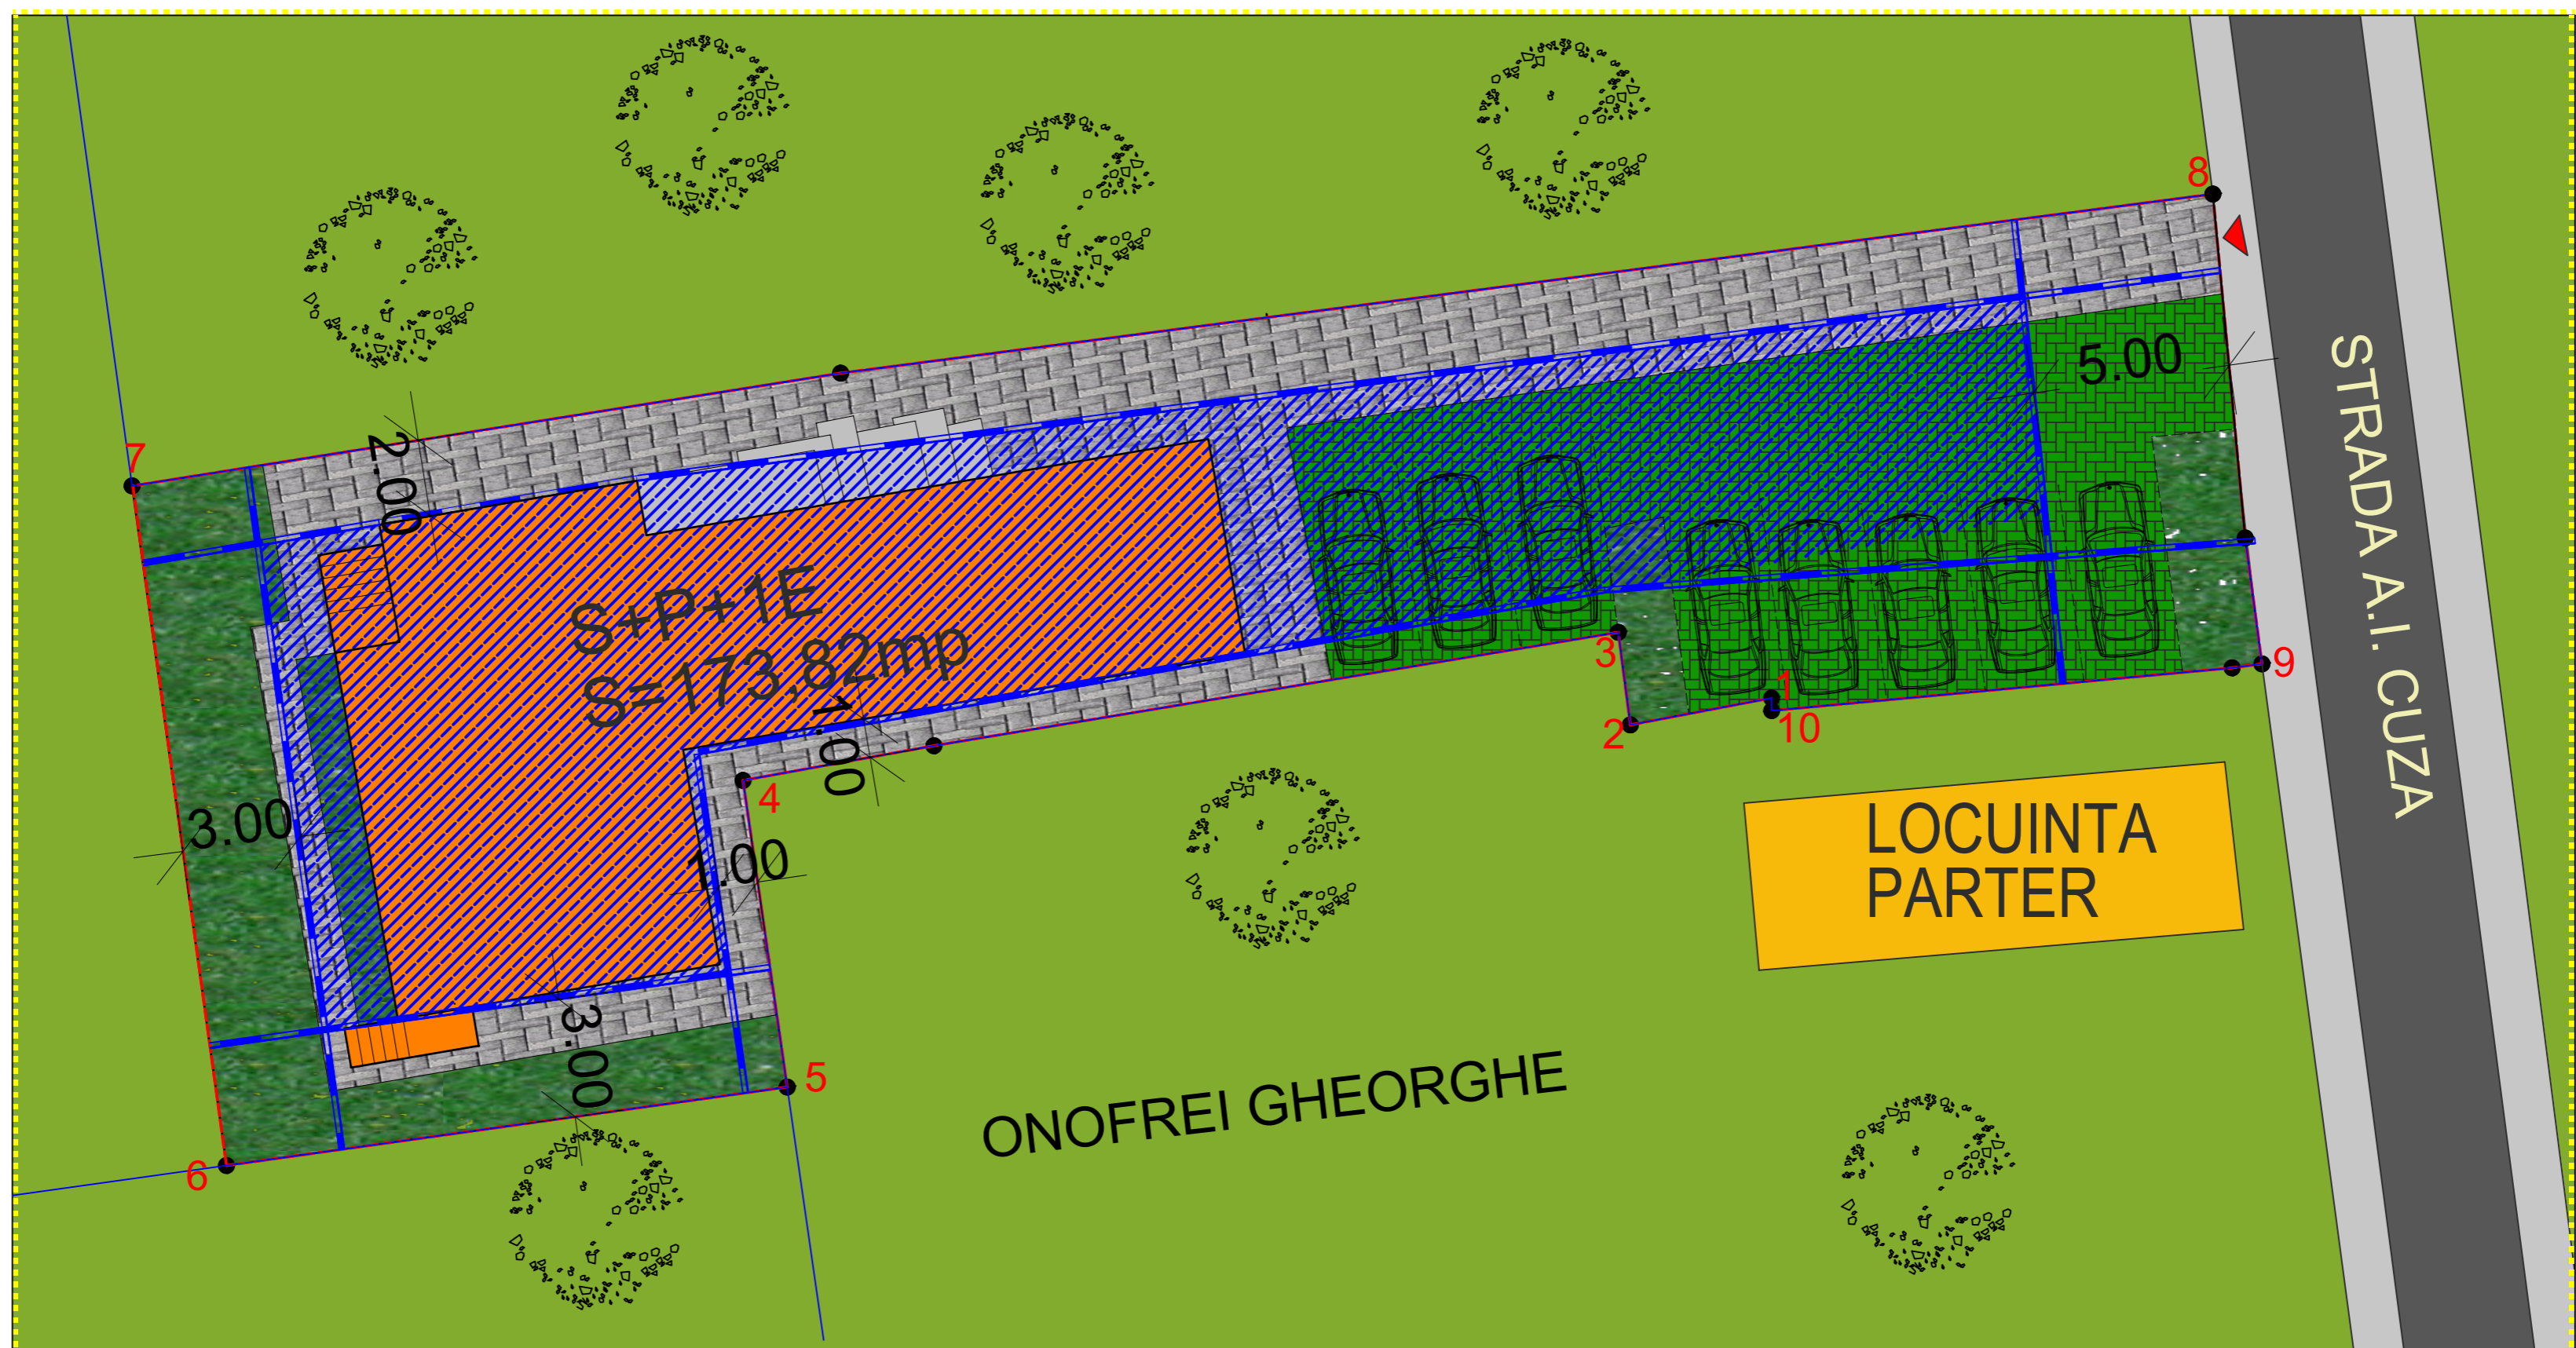 8
STRADA A.I. CUZA
5.00
7
2.00
S+P+1E
S=173,82mp
3
1
2
10
9
1.00
4
3.00
1.00
LOCUINTA
PARTER
3.00
5
6
ONOFREI GHEORGHE